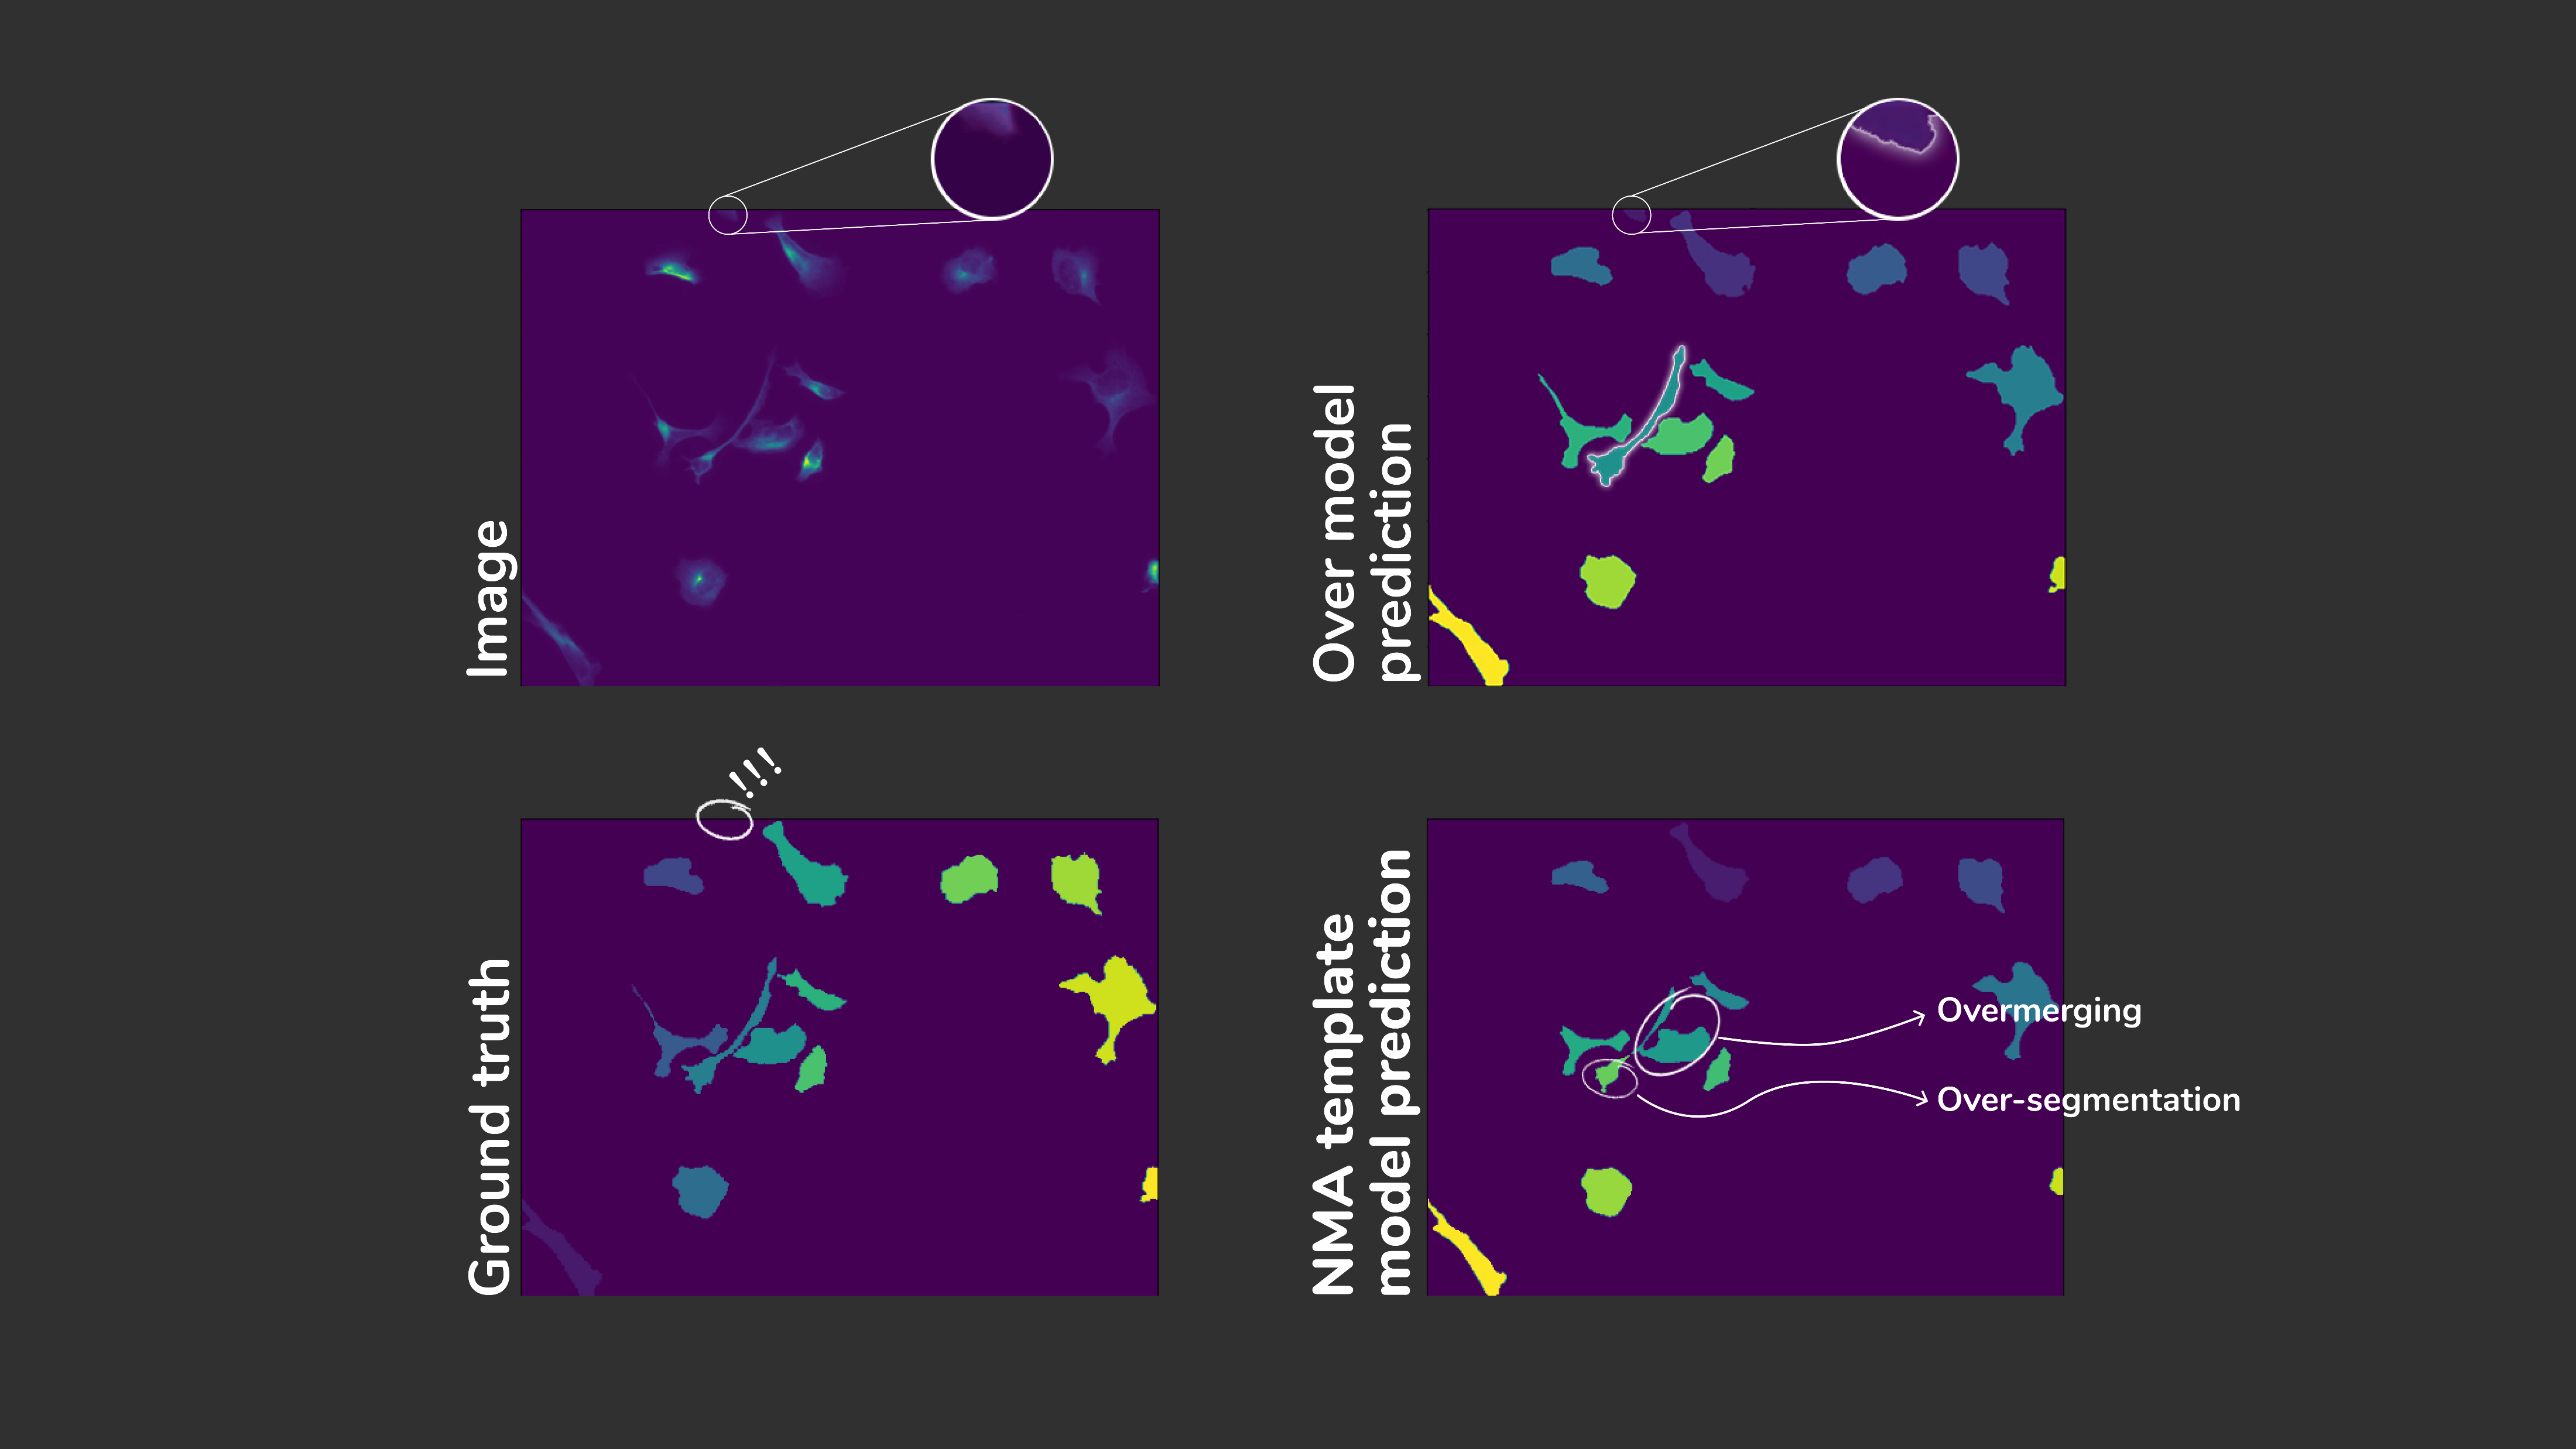 Image
Over model
prediction
!!!
Ground truth
NMA template
model prediction
Overmerging
Over-segmentation